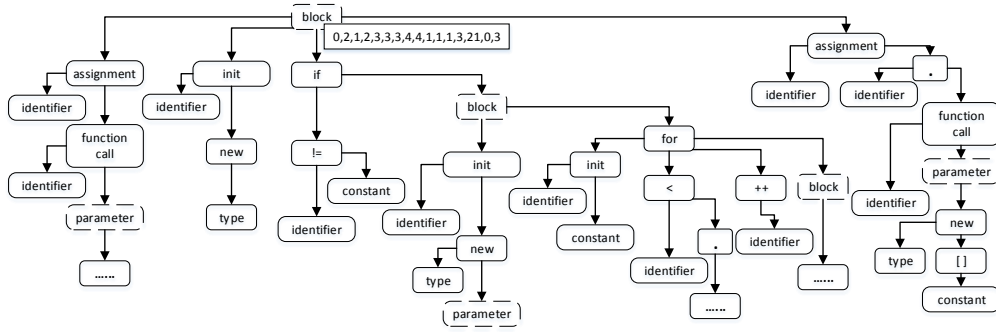 block
0,2,1,2,3,3,3,4,4,1,1,1,3,21,0,3
assignment
init
if
assignment
.
identifier
identifier
block
identifier
identifier
function
call
new
!=
init
for
function
call
identifier
type
constant
identifier
init
<
++
block
identifier
parameter
parameter
identifier
identifier
constant
.
identifier
new
......
new
type
identifier
......
......
type
[ ]
parameter
constant